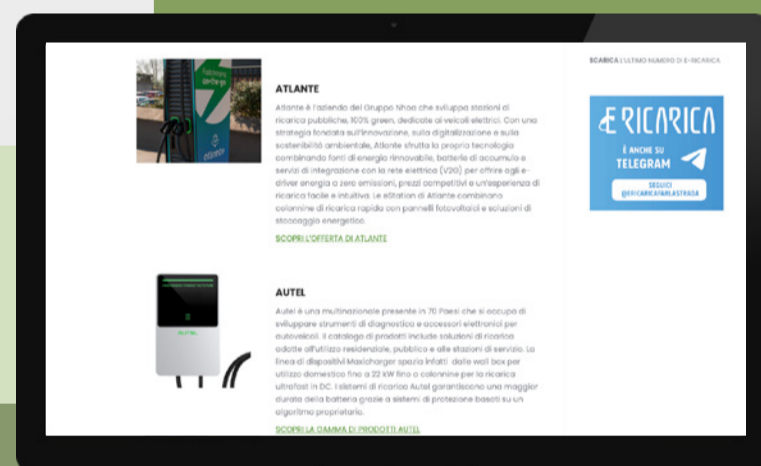 fastcharging
on-the-go
atlante
ATLANTE
Atlante è l'azienda del Gruppo Nhoa che sviluppa stazioni di
ricarica pubbliche, 100% green, dedicate ai veicoli elettrici. Con una
strategia fondata sull'innovazione, sulla digitalizzazione e sulla
sostenibilità ambientale, Atlante sfrutta la propria tecnologia
combinando fonti di energia rinnovabile, batterie di accumulo e
servizi di integrazione con la rete elettrica (V2G) per offrire agli e-
driver energia a zero emissioni, prezzi competitivi e un'esperienza di
ricarica facile e intuitiva. Le eStation di Atlante combinano
colonnine di ricarica rapida con pannelli fotovoltaici e soluzioni di
stoccaggio energetico.
SCOPRI L'OFFERTA DI ATLANTE
AUTEL
AUTEL
Autel è una multinazionale presente in 70 Paesi che si occupa di
sviluppare strumenti di diagnostica e accessori elettronici per
autoveicoli. Il catalogo di prodotti include soluzioni di ricarica
adatte all'utilizzo residenziale, pubblico e alle stazioni di servizio. La
linea di dispositivi Maxicharger spazia infatti dalle wall box per
utilizzo domestico fino a 22 kW fino a colonnine per la ricarica
ultrafast in DC. I sistemi di ricarica Autel garantiscono una maggior
durata della batteria grazie a sistemi di protezione basati su un
algoritmo proprietario.
SCOPRI LA GAMMA DI PRODOTTI AUTEL
SCARICA L'ULTIMO NUMERO DI E-RICARICA
E RICARICA
È ANCHE SU
TELEGRAM
SEGUICI
@ERICARICAFARLASTRADA